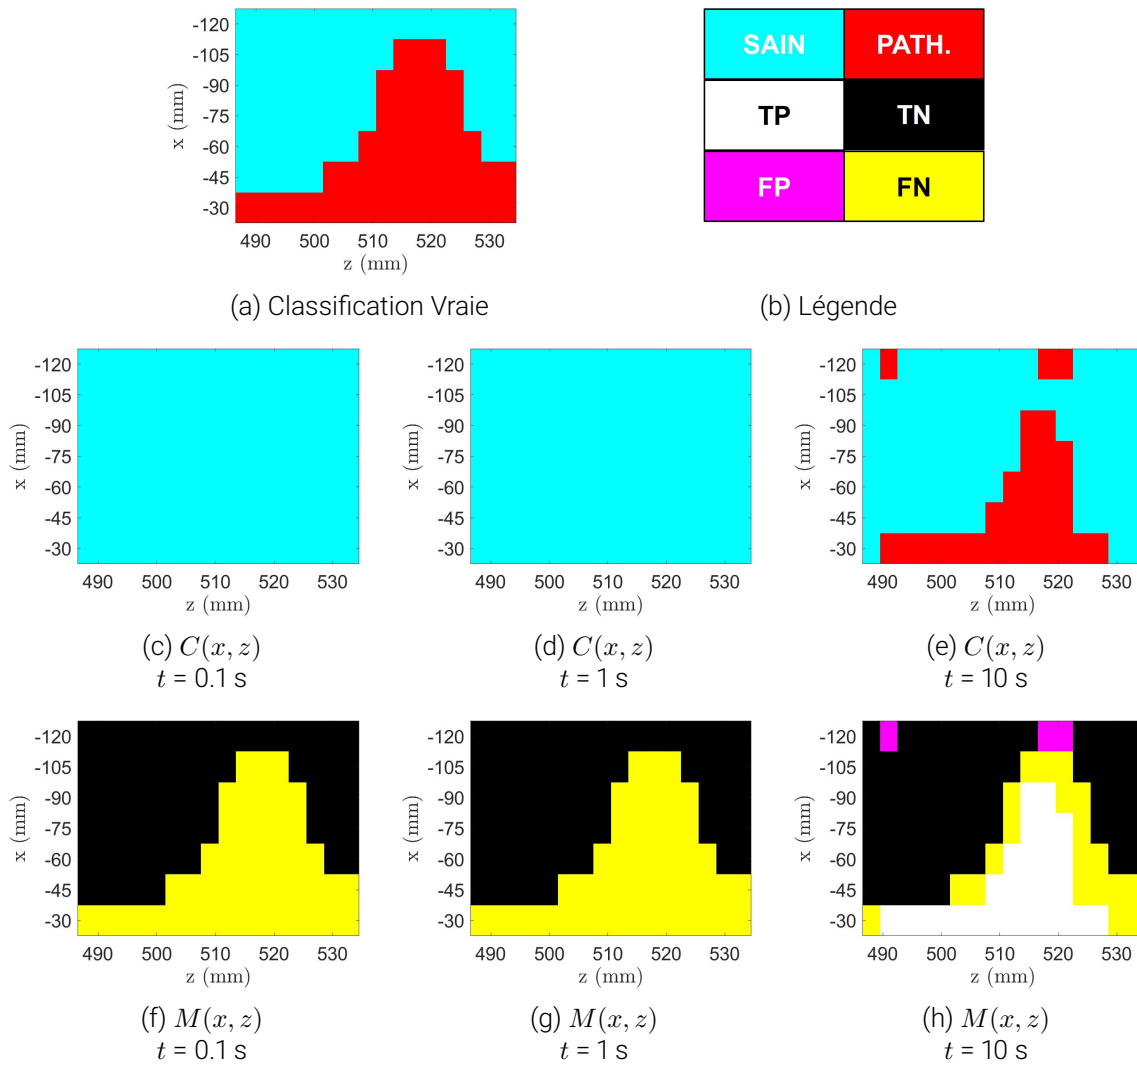 -120
-105
-90
-75
-60
-45
-30
x (mm)
490 500 510 520 530
z (mm)
SAIN PATH.
TP TN
FP FN
(a) Classification Vraie (b) Légende
-120
-105
-90
-75
-60
-45
-30
x (mm)
490 500 510 520 530
z (mm)
-120
-105
-90
-75
-60
-45
-30
x (mm)
490 500 510 520 530
z (mm)
-120
-105
-90
-75
-60
-45
-30
x (mm)
490 500 510 520 530
z (mm)
(c) C(x, z) (d) C(x, z) (e) C(x, z)
t = 0.1 s t = 1 s t = 10 s
-120
-105
-90
-75
-60
-45
-30
x (mm)
490 500 510 520 530
z (mm)
-120
-105
-90
-75
-60
-45
-30
x (mm)
490 500 510 520 530
z (mm)
-120
-105
-90
-75
-60
-45
-30
x (mm)
490 500 510 520 530
z (mm)
(f) M(x, z) (g) M(x, z) (h) M(x, z)
t = 0.1 s t = 1 s t = 10 s